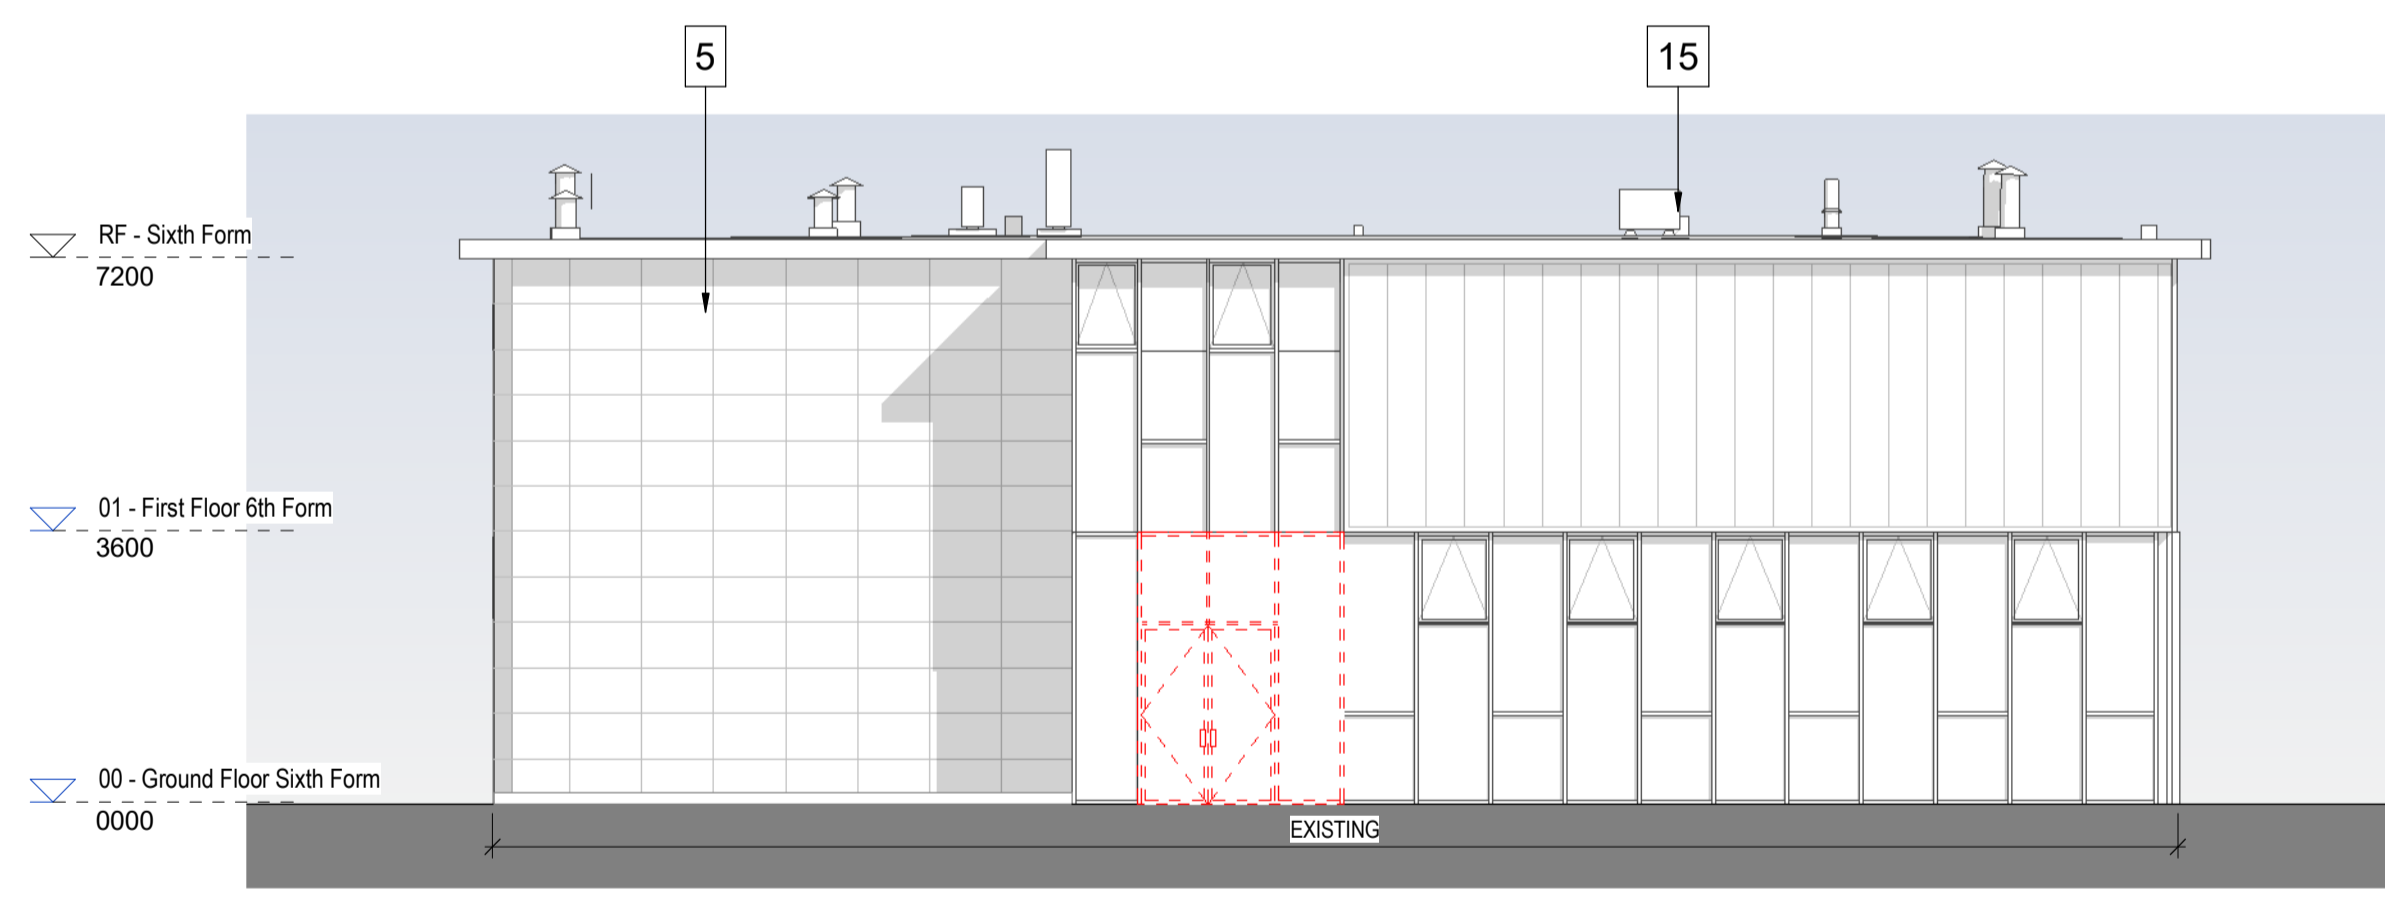 5
15
RF - Sixth Form
7200
01 - First Floor 6th Form
3600
00 - Ground Floor Sixth Form
0000
EXISTING